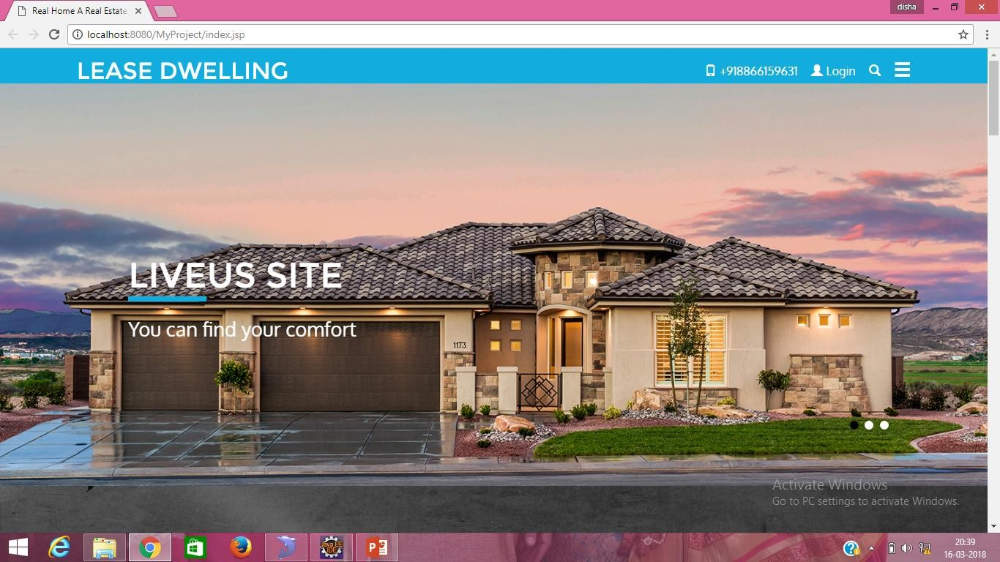 Real Home A Real Estate
disha
localhost:8080/MyProject/index.jsp
LEASE DWELLING
+918866159631
Login
LIVEUS SITE
You can find your comfort
1173
Activate Windows
Go to PC settings to activate Windows.
Java EE
IDE
20:39
16-03-2018